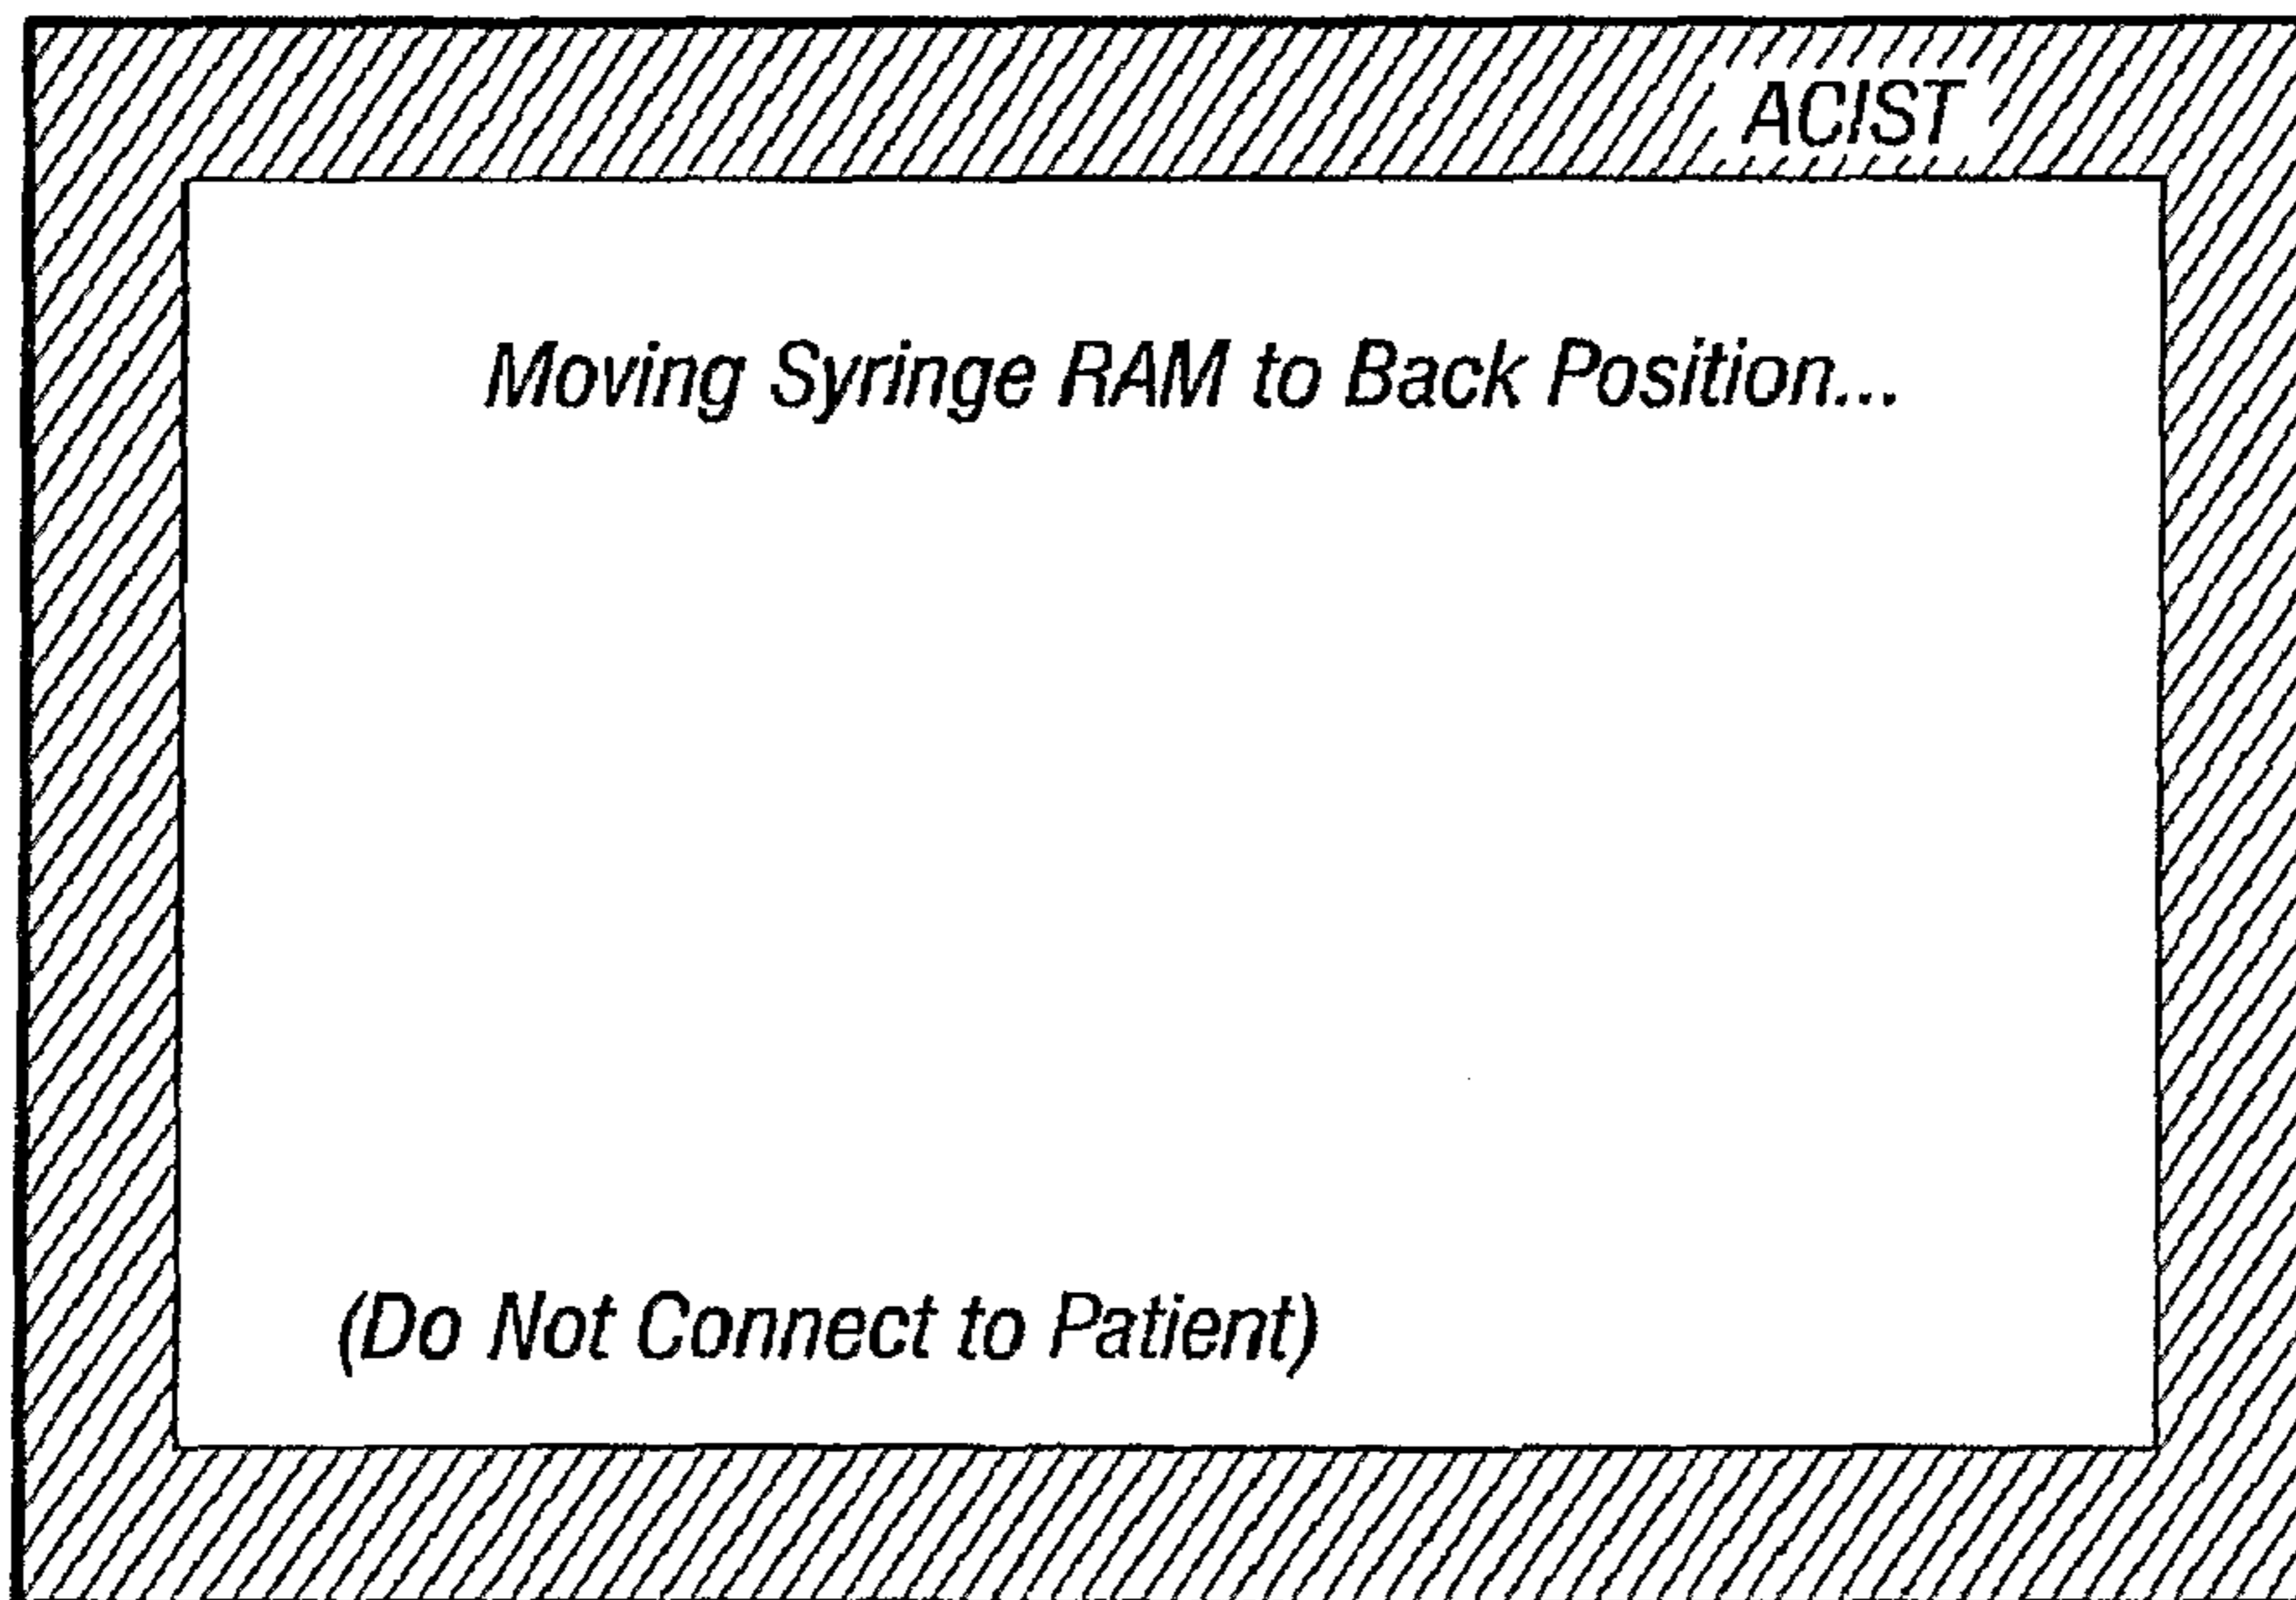 ACIST
Moving Syringe RAM to Back Position...
(Do Not Connect to Patient)